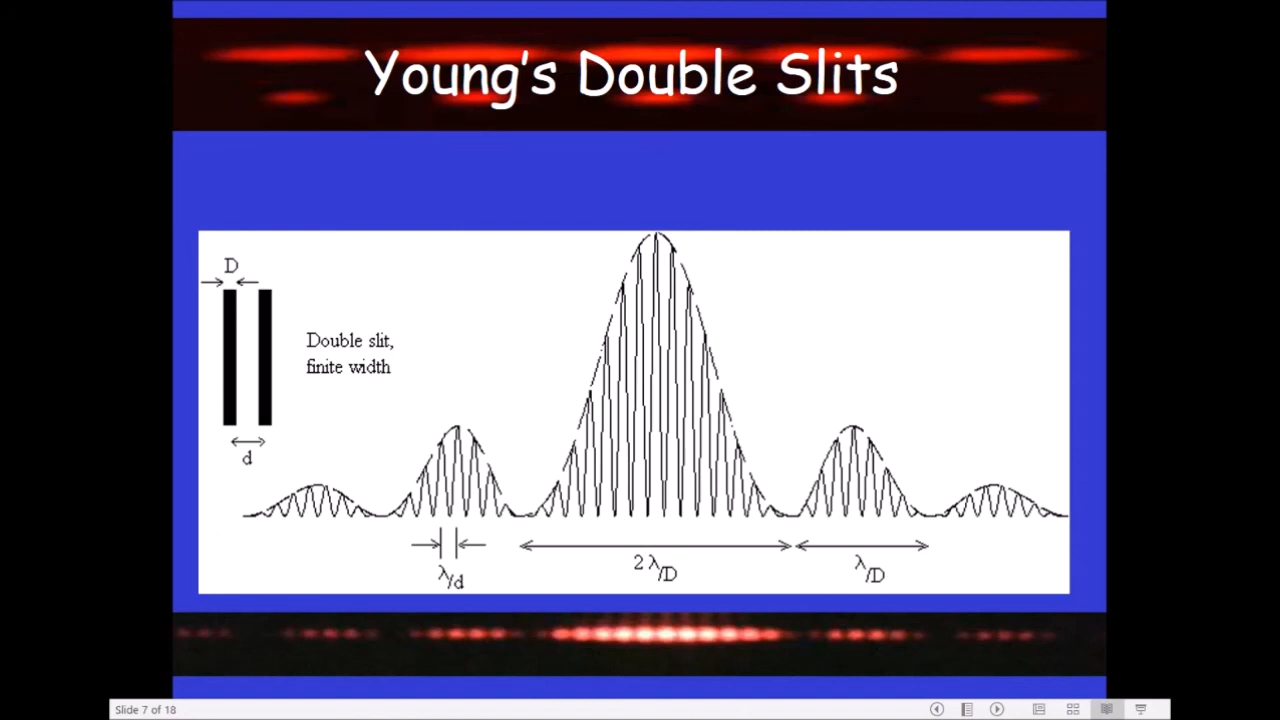 Young's Double Slits
D
Double slit,
finite width
d
λ/d
2 λ/D
λ/D
Slide 7 of 18